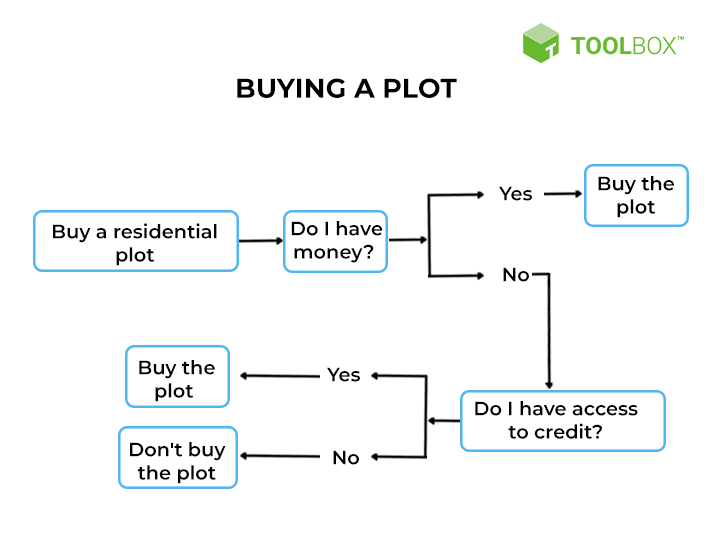 TOOLBOX™
BUYING A PLOT
Buy a residential
plot
Do I have
money?
Yes
Buy the
plot
No
Do I have access
to credit?
Yes
Buy the
plot
No
Don't buy
the plot